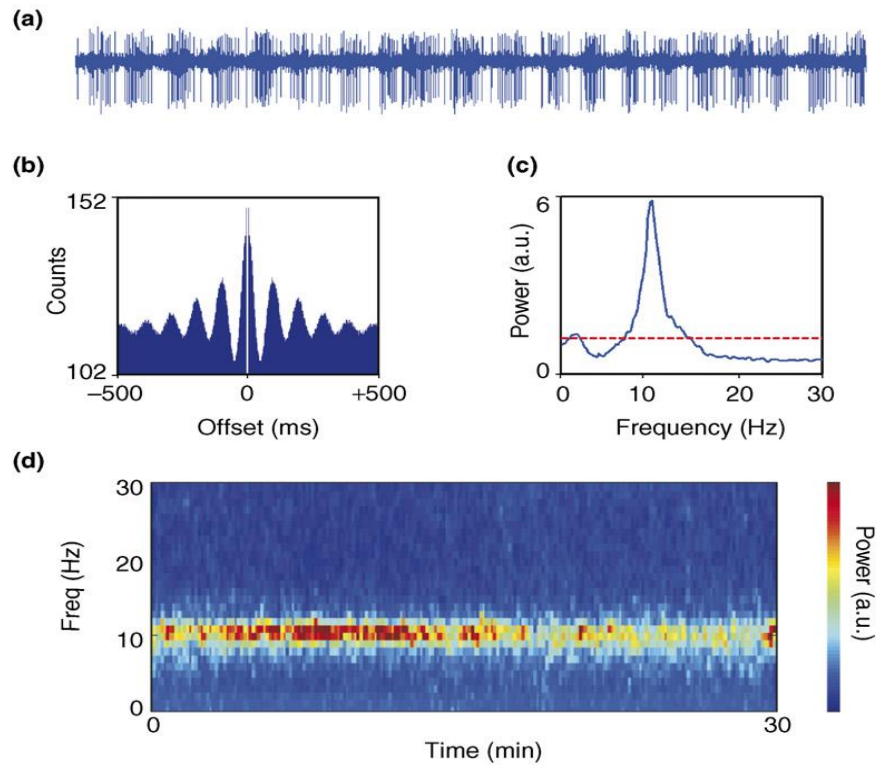 (a)
(b)
(c)
152
102
Counts
−500 0 +500
Offset (ms)
6
0
Power (a.u.)
0 10 20 30
Frequency (Hz)
(d)
30
20
10
0
Freq (Hz)
0 30
Time (min)
Power (a.u.)